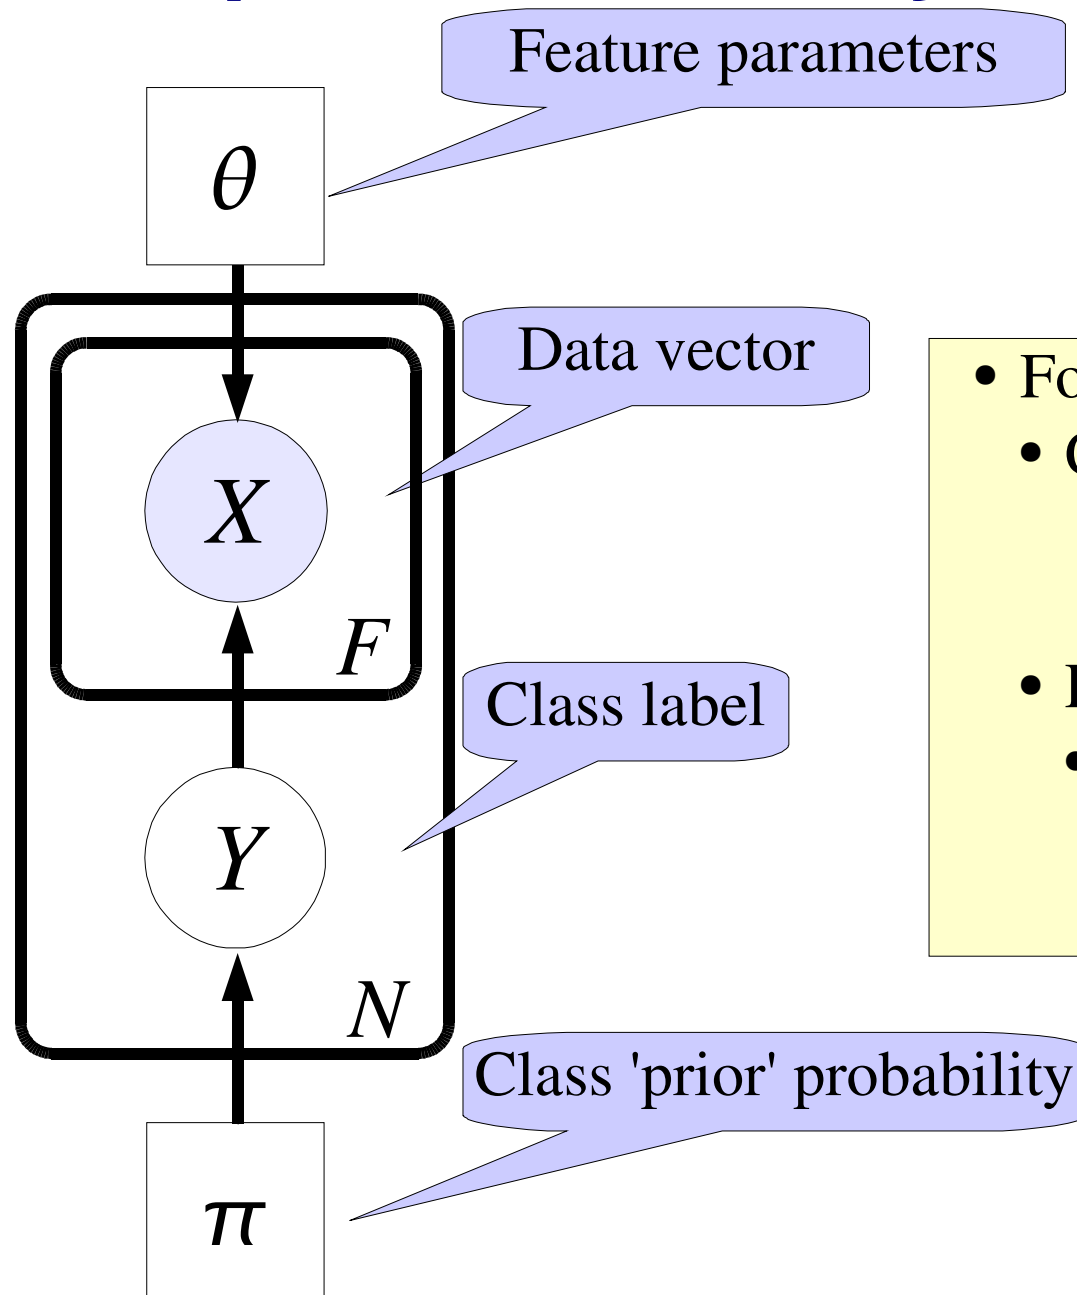 Feature parameters
θ
Data vector
X
F
Class label
Y
N
Class 'prior' probability
π